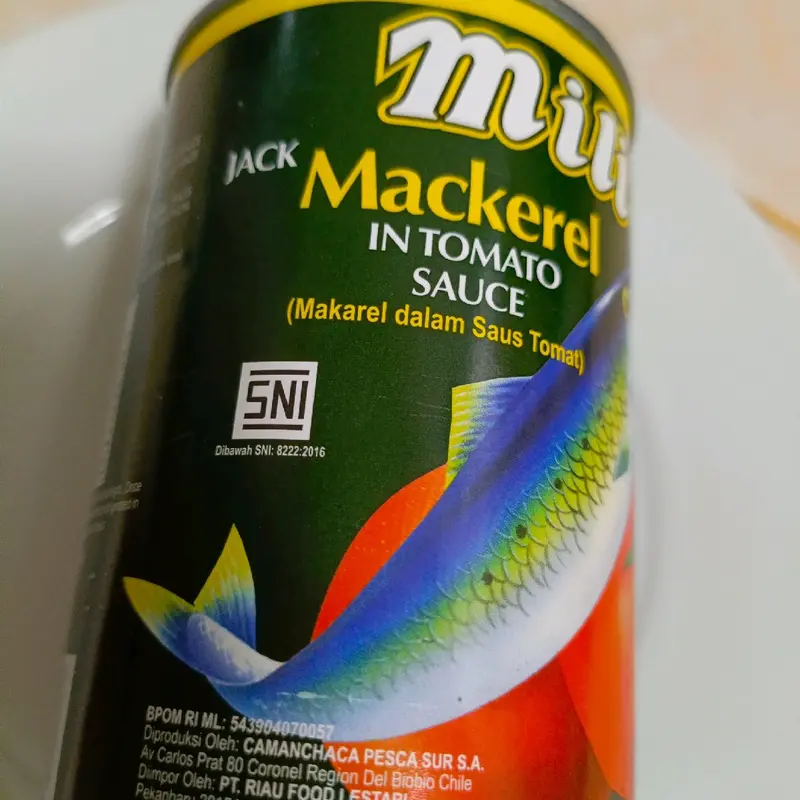 JACK Mackerel
IN TOMATO
SAUCE
(Makarel dalam Saus Tomat)
SNI
Dibawah SNI: 8222:2016
BPOM RI ML: 543904070057
Diproduksi Oleh: CAMANCHACA PESCA SUR S.A.
Av Carlos Prat 80 Coronel Region Del Biobio Chile
Diimpor Oleh: PT. RIAU FOOD LESTARI